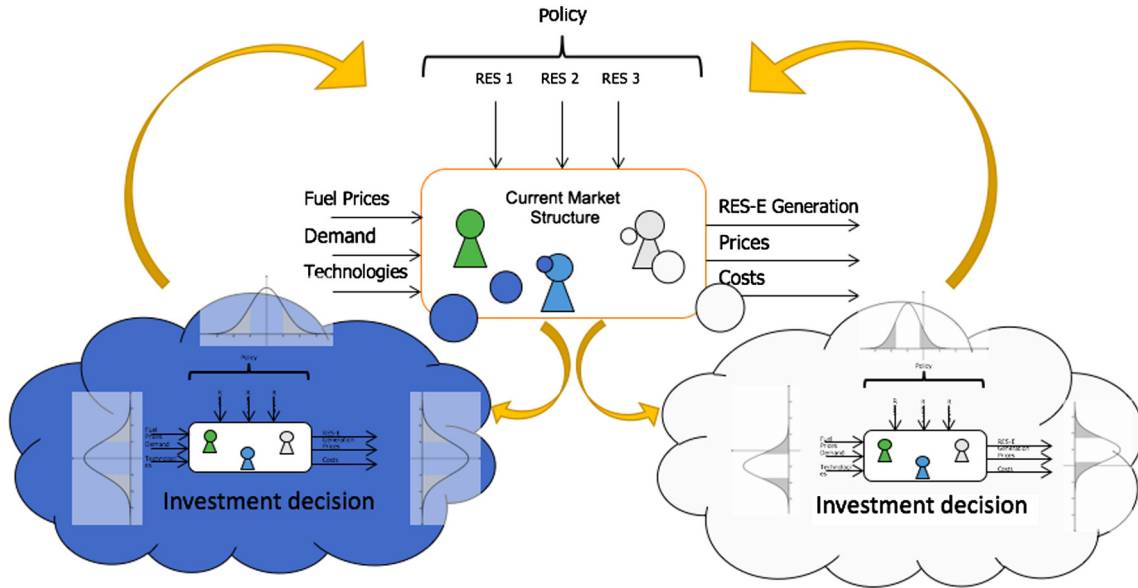 Policy
RES 1 RES 2 RES 3
Current Market
Structure
Fuel Prices
Demand
Technologies
RES-E Generation
Prices
Costs
Policy
R R R
Fuel
Prices
Demand
Technologi
es
RES-E
Generation
Prices
Costs
Investment decision
Policy
R R R
Fuel
Prices
Demand
Technologi
es
RES-E
Generation
Prices
Costs
Investment decision